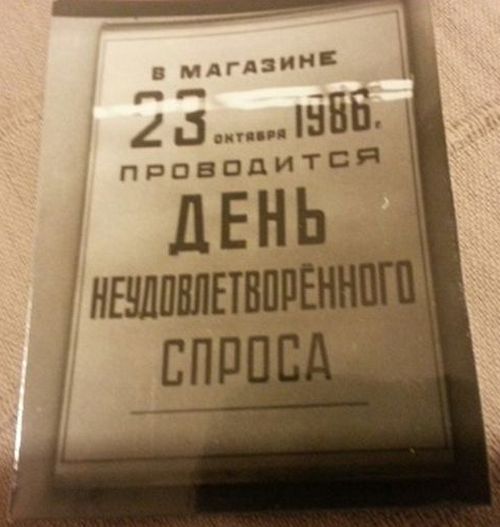 В МАГАЗИНЕ
23 ОКТЯБРЯ 1986 г.
ПРОВОДИТСЯ
ДЕНЬ
НЕУДОВЛЕТВОРЁННОГО
СПРОСА